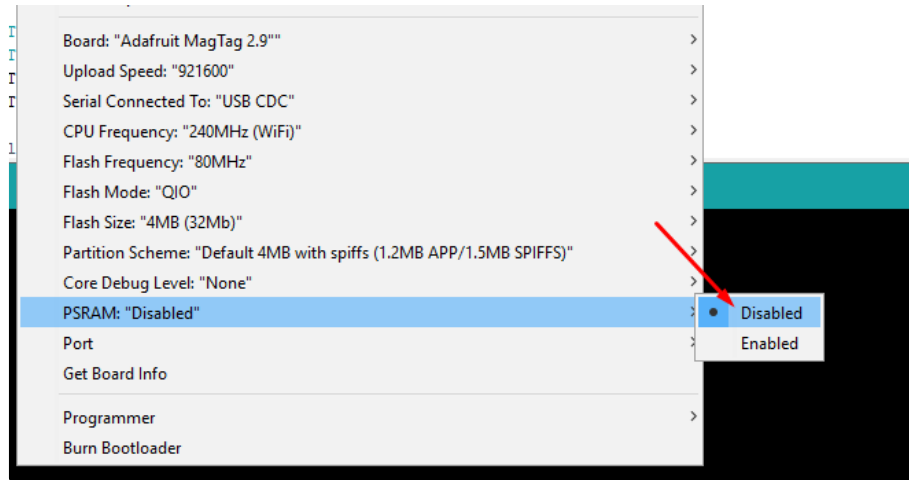 Board: "Adafruit MagTag 2.9""
Upload Speed: "921600"
Serial Connected To: "USB CDC"
CPU Frequency: "240MHz (WiFi)"
Flash Frequency: "80MHz"
Flash Mode: "QIO"
Flash Size: "4MB (32Mb)"
Partition Scheme: "Default 4MB with spiffs (1.2MB APP/1.5MB SPIFFS)"
Core Debug Level: "None"
PSRAM: "Disabled"
Disabled
Port
Enabled
Get Board Info
Programmer
Burn Bootloader